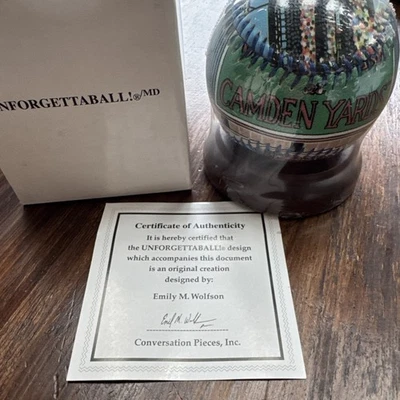 NFORGETTABALL!®/MD
CAMDEN YARDS
Certificate of Authenticity
It is hereby certified that
the UNFORGETTABALL!® design
which accompanies this document
is an original creation
designed by:
Emily M. Wolfson
Conversation Pieces, Inc.